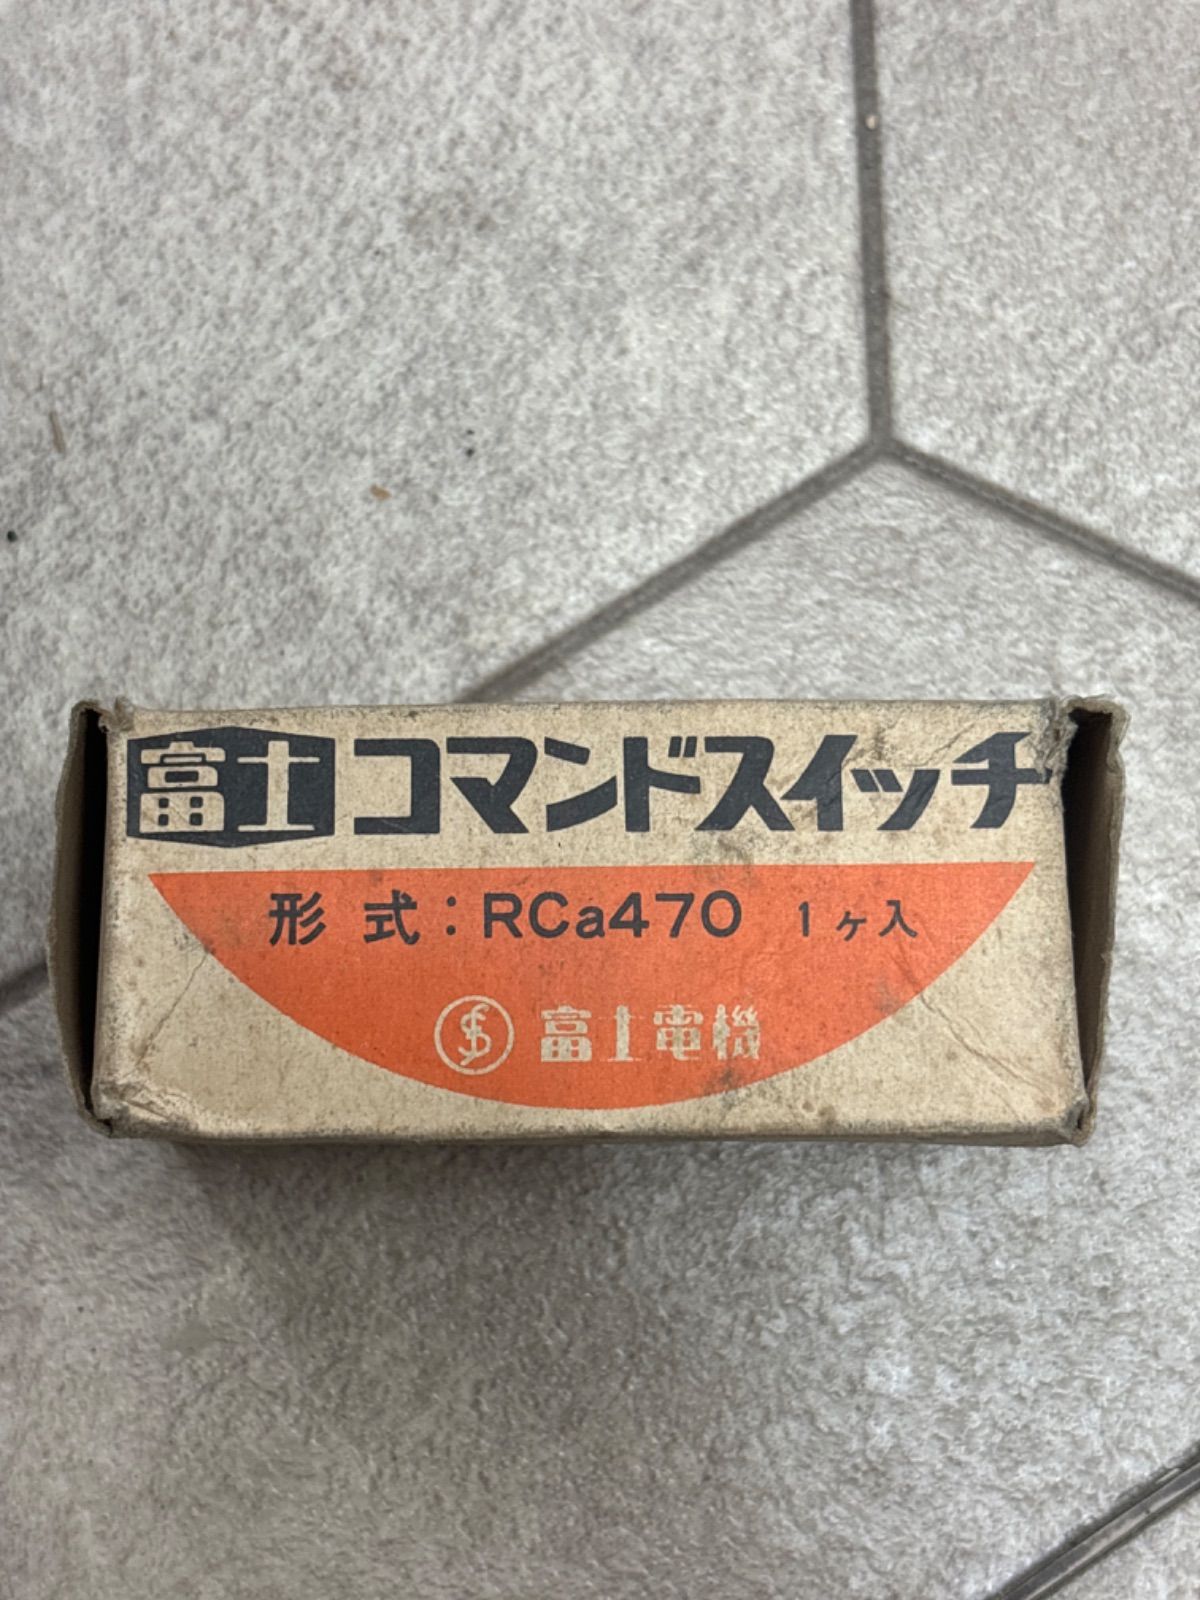 富士コマンドスイッチ
形式：RCa470 1ヶ入
富士電機